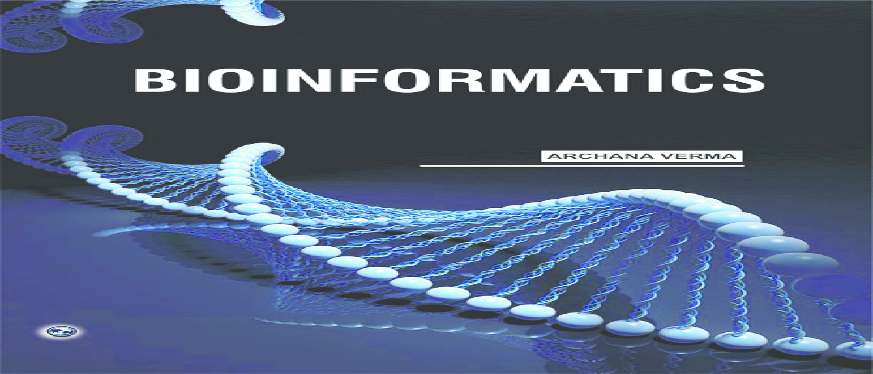 BIOINFORMATICS
ARCHANA VERMA